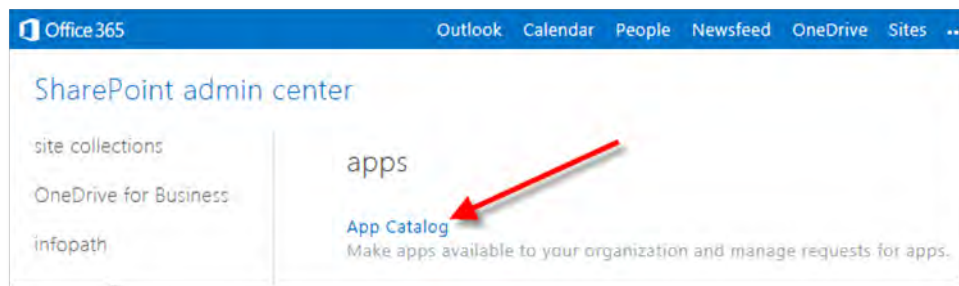 Office 365
Outlook Calendar People Newsfeed OneDrive Sites ...
SharePoint admin center
site collections
OneDrive for Business
infopath
apps
App Catalog
Make apps available to your organization and manage requests for apps.